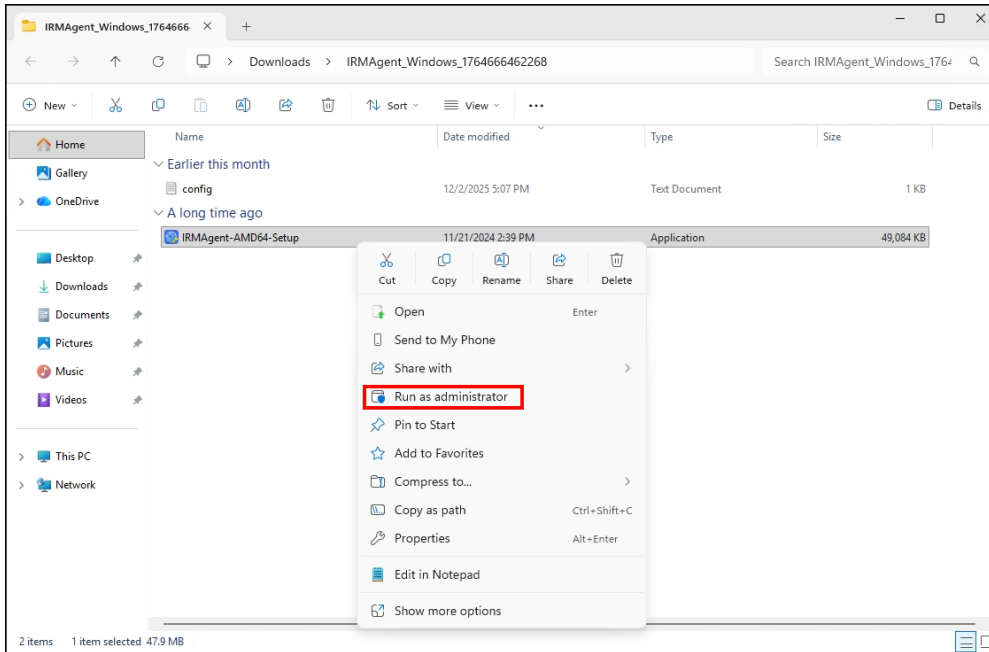 IRMAgent_Windows_1764666
Downloads > IRMAgent_Windows_1764666462268
Search IRMAgent_Windows_1764
New Sort View ... Details
Name Date modified Type Size
Home
Gallery
OneDrive
Desktop
Downloads
Documents
Pictures
Music
Videos
This PC
Network
Earlier this month
config 12/2/2025 5:07 PM Text Document 1 KB
A long time ago
IRMAgent-AMD64-Setup 11/21/2024 2:39 PM Application 49,084 KB
Cut Copy Rename Share Delete
Open Enter
Send to My Phone
Share with
Run as administrator
Pin to Start
Add to Favorites
Compress to...
Copy as path Ctrl+Shift+C
Properties Alt+Enter
Edit in Notepad
Show more options
2 items 1 item selected 47.9 MB